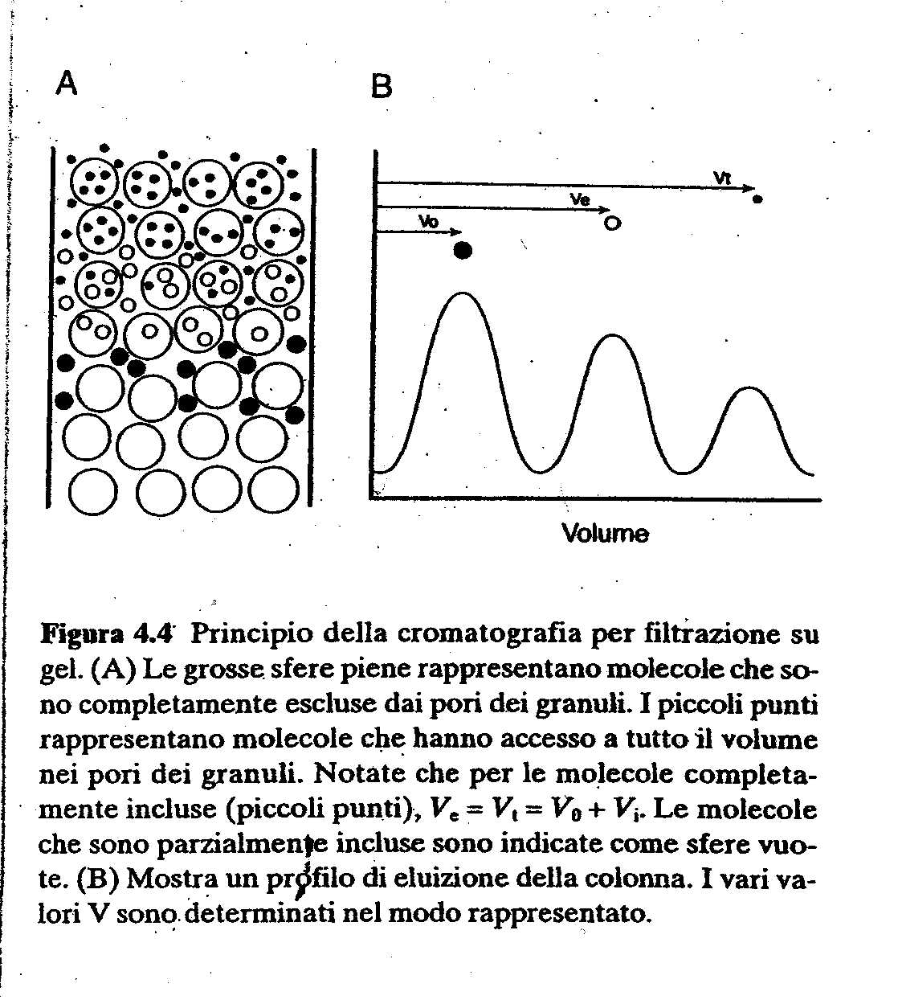 A
B
Vt
Ve
Vo
Volume
Figura 4.4 Principio della cromatografia per filtrazione su
gel. (A) Le grosse sfere piene rappresentano molecole che so-
no completamente escluse dai pori dei granuli. I piccoli punti
rappresentano molecole che hanno accesso a tutto il volume
nei pori dei granuli. Notate che per le molecole completa-
mente incluse (piccoli punti), Vₑ = Vₜ = V₀ + Vᵢ. Le molecole
che sono parzialmente incluse sono indicate come sfere vuo-
te. (B) Mostra un profilo di eluizione della colonna. I vari va-
lori V sono determinati nel modo rappresentato.